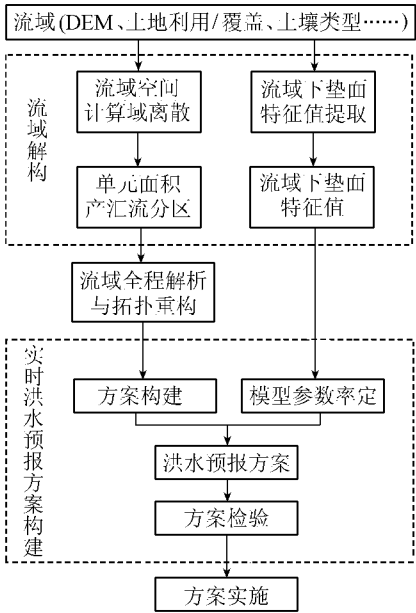 流域(DEM、土地利用/覆盖、土壤类型……)
流域解构
流域空间
计算域离散
流域下垫面
特征值提取
单元面积
产汇流分区
流域下垫面
特征值
流域全程解析
与拓扑重构
实时洪水预报方案构建
方案构建
模型参数率定
洪水预报方案
方案检验
方案实施